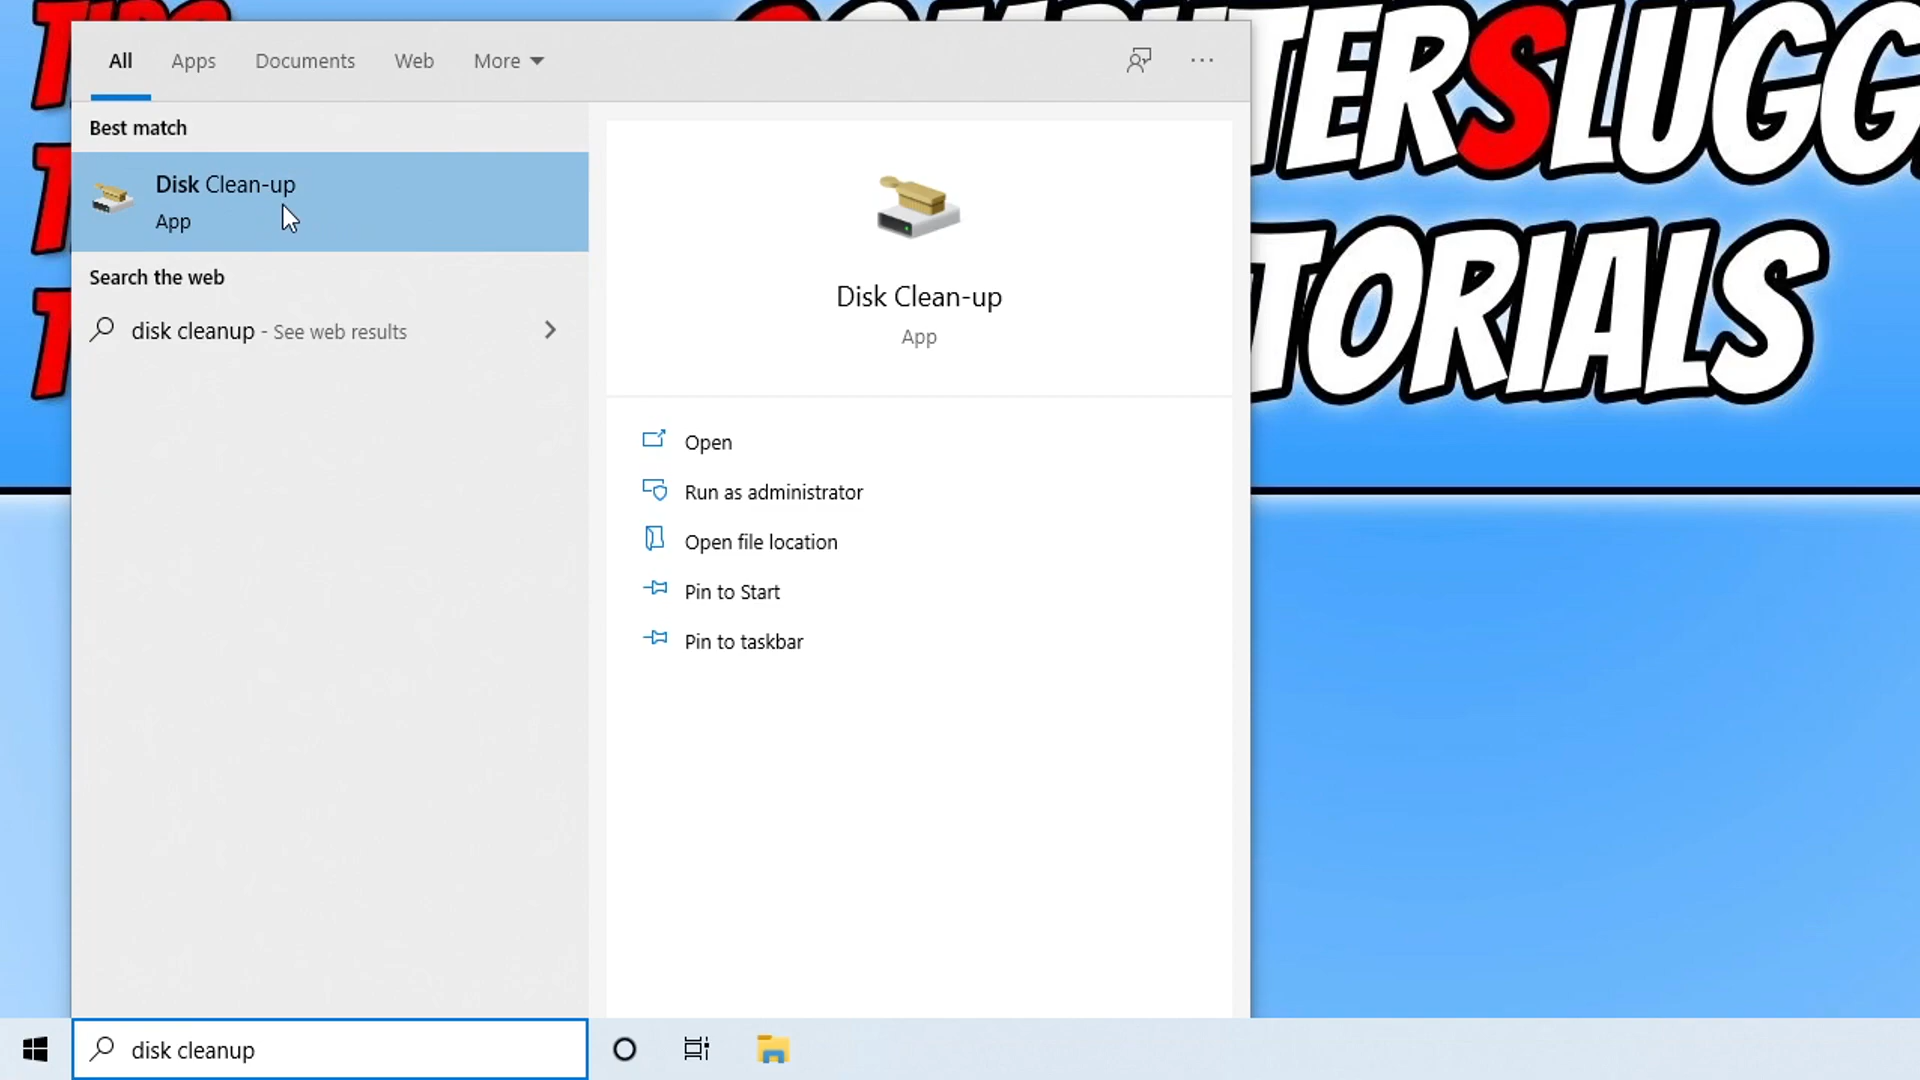 All Apps Documents Web More
Best match
Disk Clean-up
App
Search the web
disk cleanup - See web results
Disk Clean-up
App
Open
Run as administrator
Open file location
Pin to Start
Pin to taskbar
TERSLUGG
TORIALS
disk cleanup